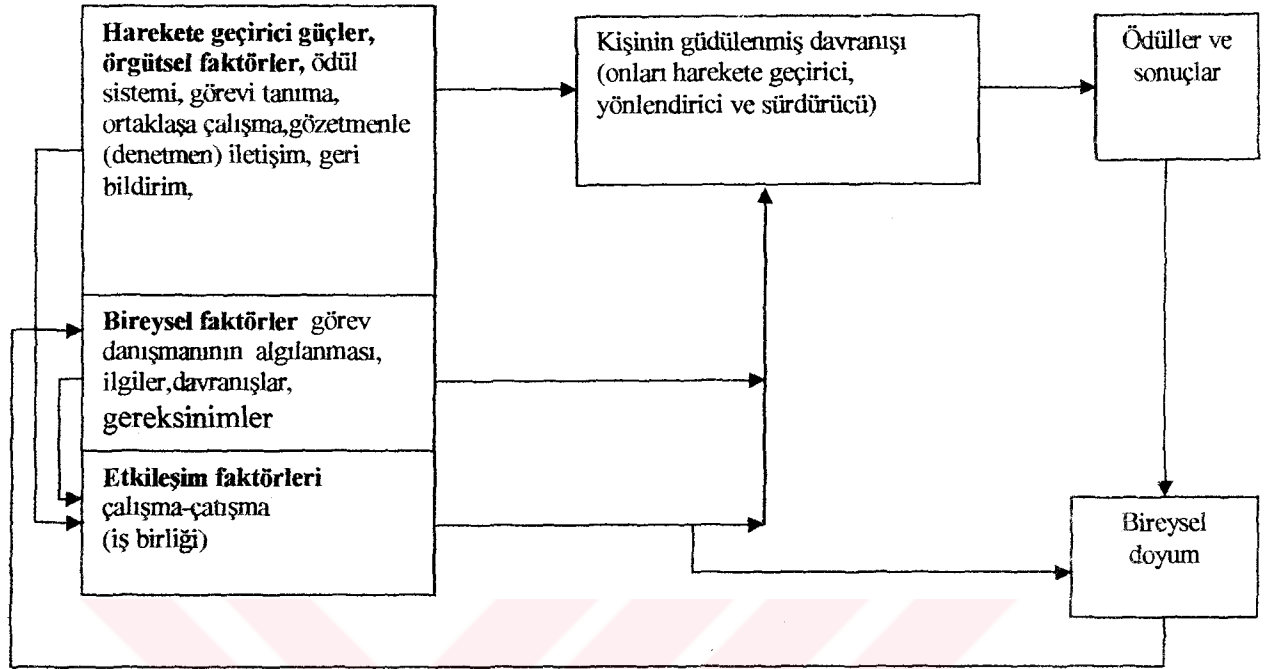 Harekete geçirici güçler,
örgütsel faktörler, ödül
sistemi, görevi tanıma,
ortaklaşa çalışma,gözetmenle
(denetmen) iletişim, geri
bildirim,
Bireysel faktörler görev
danışmanının algılanması,
ilgiler,davranışlar,
gereksinimler
Etkileşim faktörleri
çalışma-çatışma
(iş birliği)
Kişinin güdülenmiş davranışı
(onları harekete geçirici,
yönlendirici ve sürdürücü)
Ödüller ve
sonuçlar
Bireysel
doyum